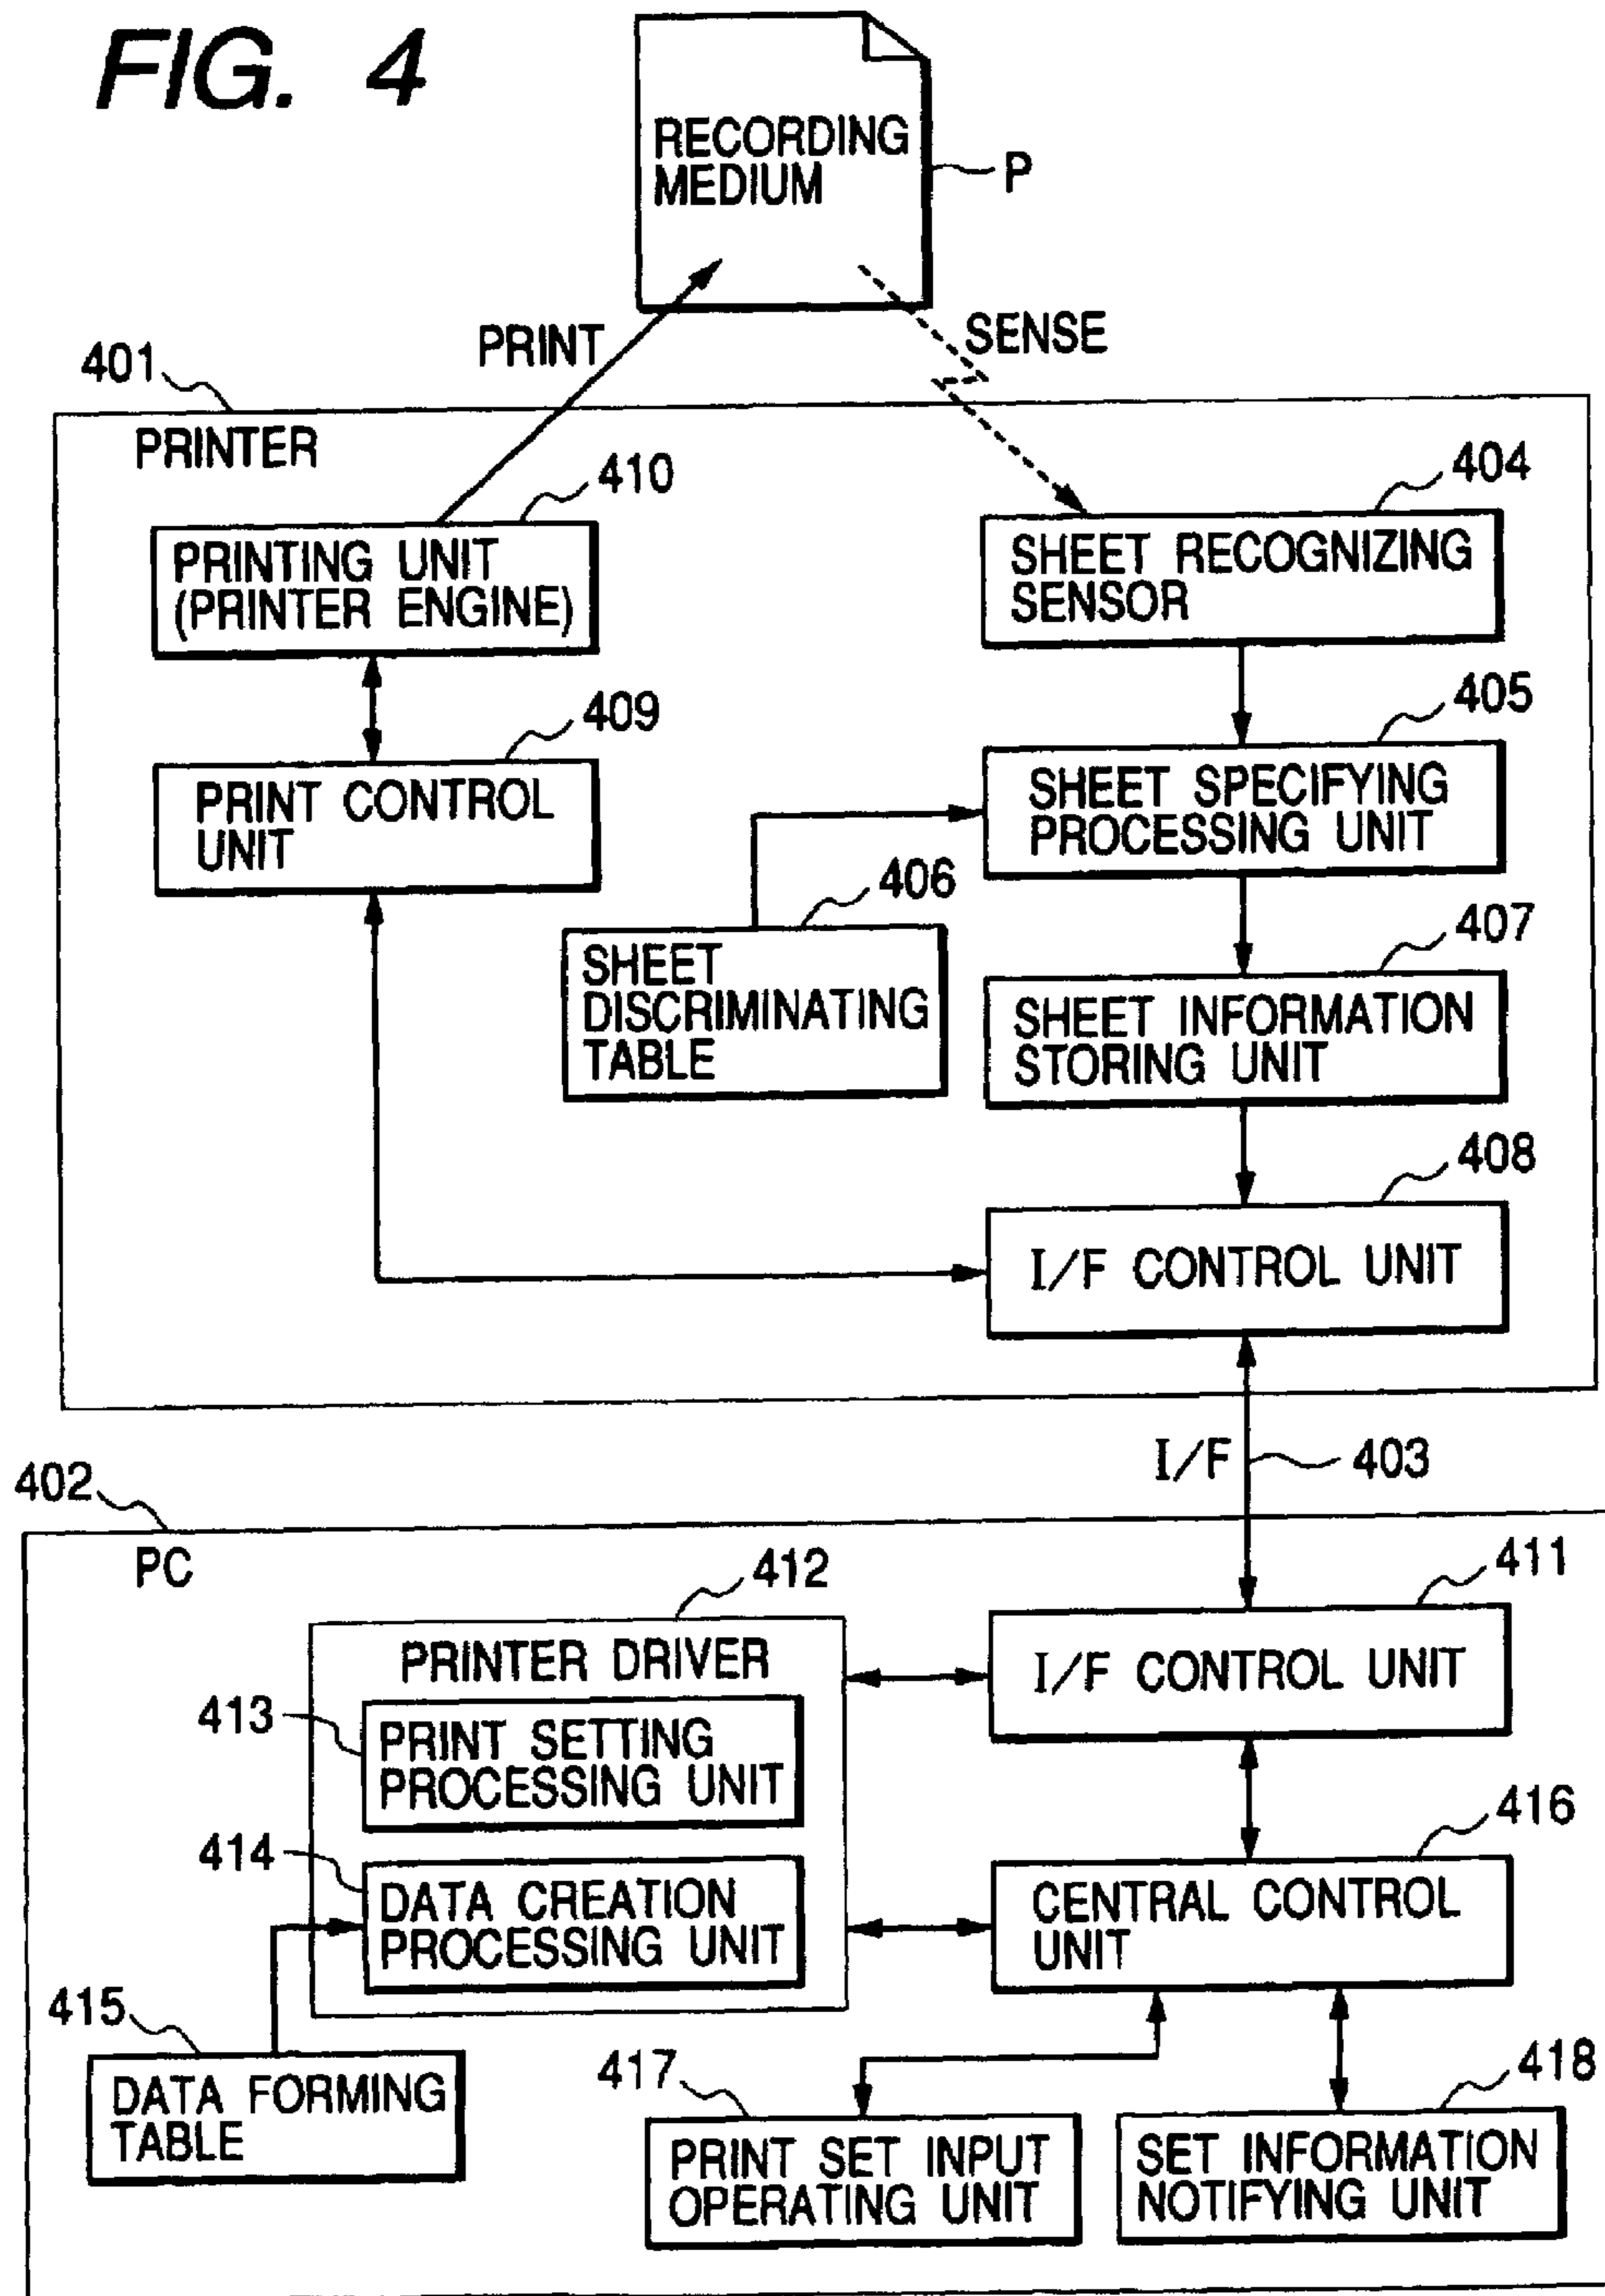 FIG. 4
RECORDING
MEDIUM
P
PRINT
SENSE
401
PRINTER
410
404
PRINTING UNIT
(PRINTER ENGINE)
SHEET RECOGNIZING
SENSOR
409
405
PRINT CONTROL
UNIT
SHEET SPECIFYING
PROCESSING UNIT
406
407
SHEET
DISCRIMINATING
TABLE
SHEET INFORMATION
STORING UNIT
408
I/F CONTROL UNIT
I/F
403
402
PC
412
411
PRINTER DRIVER
I/F CONTROL UNIT
413
PRINT SETTING
PROCESSING UNIT
416
414
DATA CREATION
PROCESSING UNIT
CENTRAL CONTROL
UNIT
415
417
418
DATA FORMING
TABLE
PRINT SET INPUT
OPERATING UNIT
SET INFORMATION
NOTIFYING UNIT